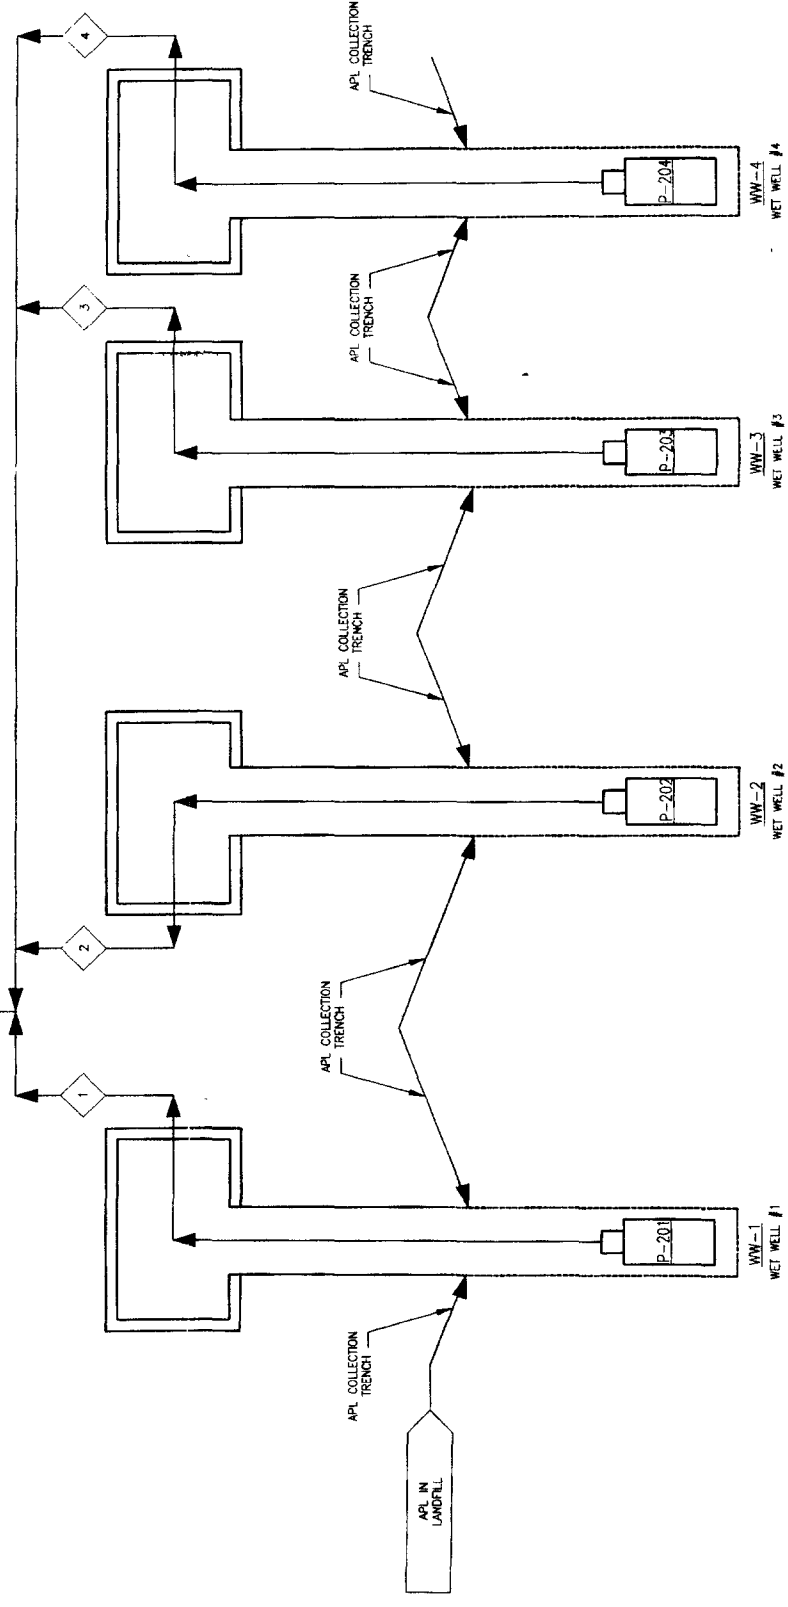 1
2
3
4
APL IN
LANDFILL
APL COLLECTION
TRENCH
APL COLLECTION
TRENCH
APL COLLECTION
TRENCH
APL COLLECTION
TRENCH
APL COLLECTION
TRENCH
P-201
P-202
P-203
P-204
WW-1
WET WELL #1
WW-2
WET WELL #2
WW-3
WET WELL #3
WW-4
WET WELL #4